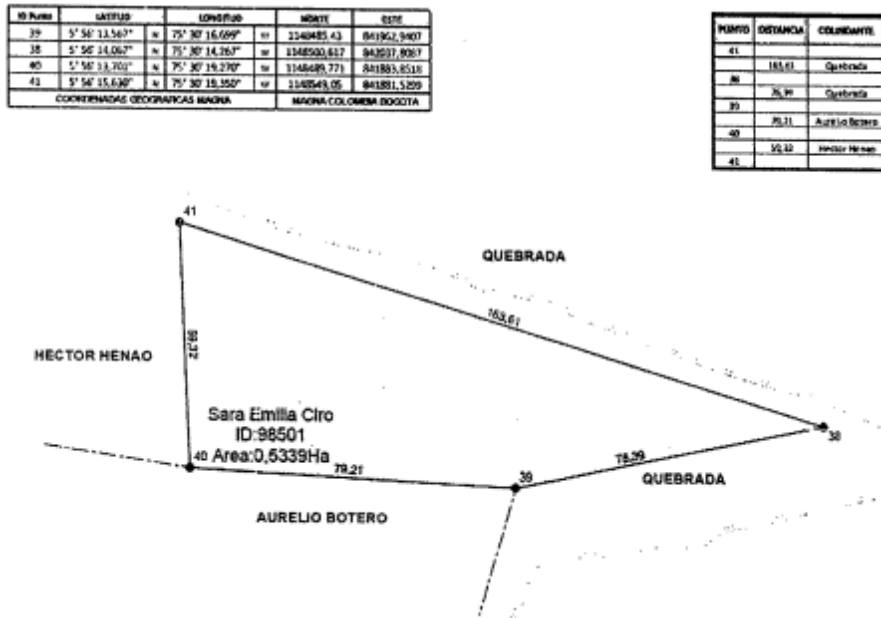 ID Punto LATITUD LONGITUD NORTE ESTE
39 5° 56' 13,567" N 75° 30' 16,699" W 1148485,43 841962,9407
38 5° 56' 14,067" N 75° 30' 14,267" W 1148500,617 842037,8087
40 5° 56' 13,701" N 75° 30' 19,270" W 1148489,771 841883,8518
41 5° 56' 15,630" N 75° 30' 19,350" W 1148549,05 841881,5299
COORDENADAS GEOGRAFICAS MAGNA MAGNA COLOMBIA BOGOTA
PUNTO DISTANCIA COLINDANTE
41
163,61 Quebrada
38
Quebrada
39
79,21 Aurelio Botero
40
59,32 Hector Henao
41
41
QUEBRADA
163,61
59,32
HECTOR HENAO
Sara Emilia Ciro
ID:98501
Area:0,5339Ha
38
40
79,21
39
76,39
QUEBRADA
AURELIO BOTERO